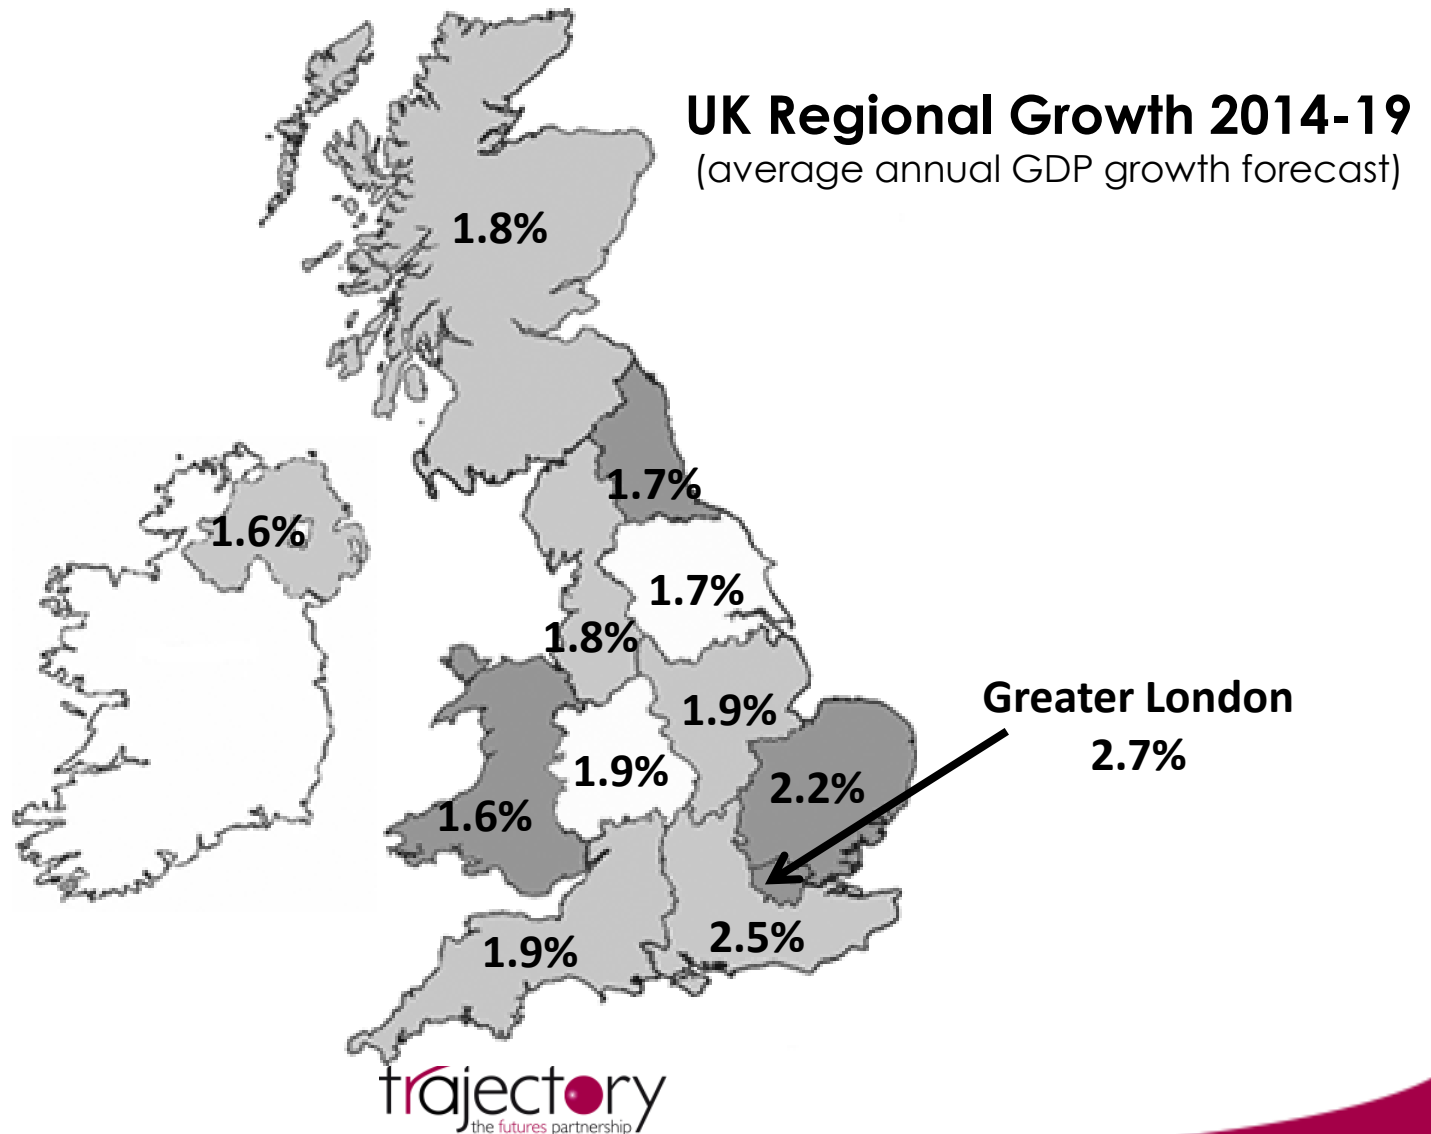 UK Regional Growth 2014-19
(average annual GDP growth forecast)
1.8%
1.7%
1.6%
1.7%
1.8%
1.9%
Greater London
2.7%
1.9%
2.2%
1.6%
2.5%
1.9%
trajectory
the futures partnership